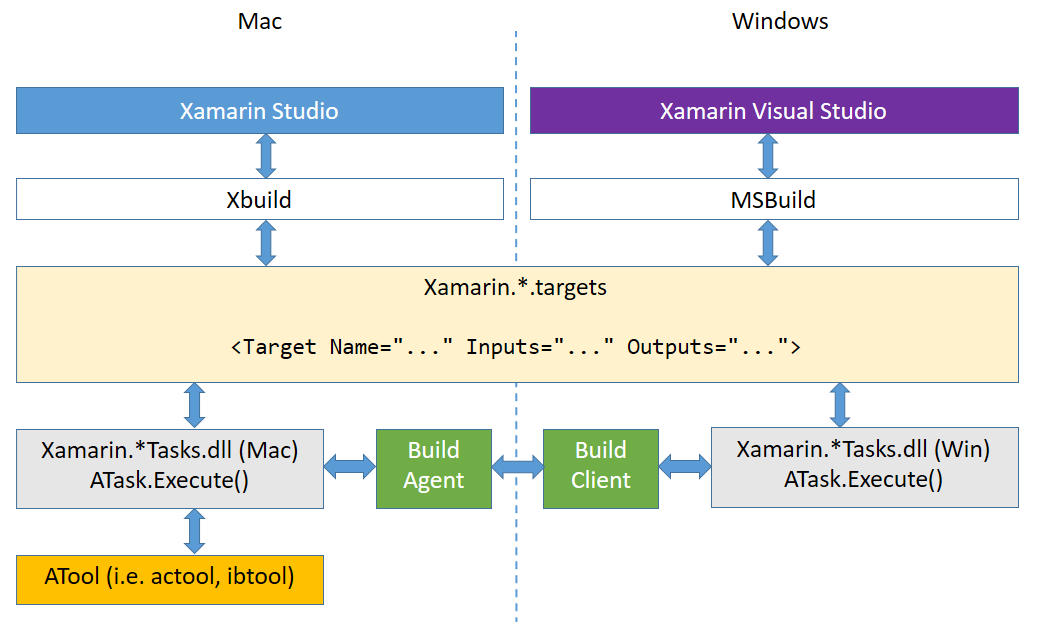 Mac
Windows
Xamarin Studio
Xamarin Visual Studio
Xbuild
MSBuild
Xamarin.*.targets
<Target Name="..." Inputs="..." Outputs="...">
Xamarin.*Tasks.dll (Mac)
ATask.Execute()
Build
Agent
Build
Client
Xamarin.*Tasks.dll (Win)
ATask.Execute()
ATool (i.e. actool, ibtool)